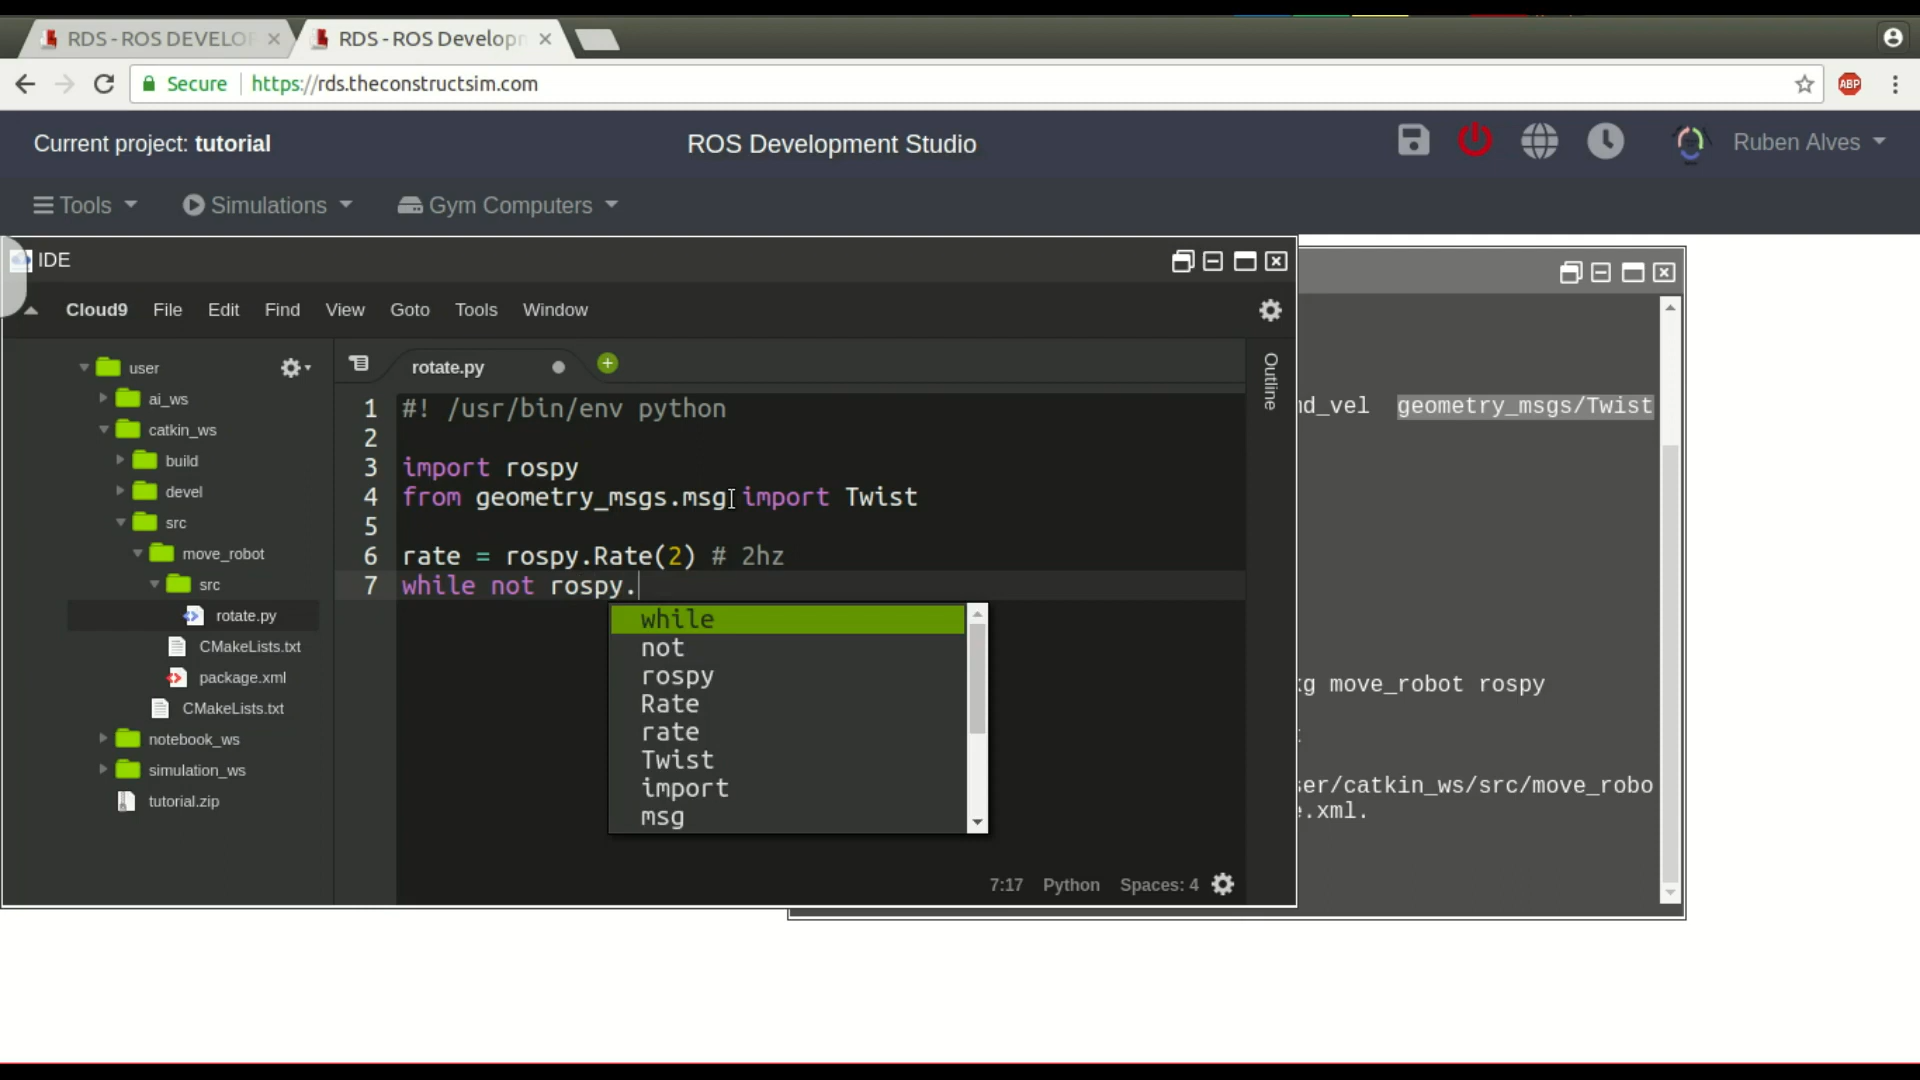 RDS - ROS DEVELOP
RDS - ROS Developm
Secure
https://rds.theconstructsim.com
ABP
Current project: tutorial
ROS Development Studio
Ruben Alves
Tools
Simulations
Gym Computers
IDE
Cloud9 File Edit Find View Goto Tools Window
user
ai_ws
catkin_ws
build
devel
src
move_robot
src
rotate.py
CMakeLists.txt
package.xml
CMakeLists.txt
notebook_ws
simulation_ws
tutorial.zip
rotate.py
Outline
1 #! /usr/bin/env python
2
3 import rospy
4 from geometry_msgs.msg import Twist
5
6 rate = rospy.Rate(2) # 2hz
7 while not rospy.
while
not
rospy
Rate
rate
Twist
import
msg
7:17 Python Spaces: 4
md_vel geometry_msgs/Twist
kg move_robot rospy
ser/catkin_ws/src/move_robo
e.xml.